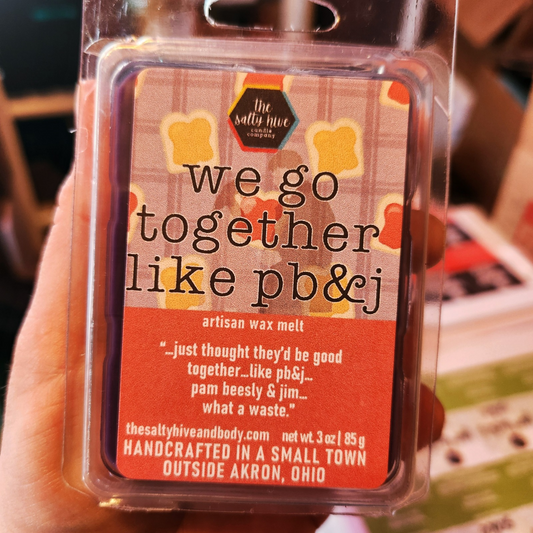 the
salty hive
candle
company
we go
together
like pb&j
artisan wax melt
“...just thought they'd be good
together...like pb&j...
pam beesly & jim...
what a waste.”
thesaltyhiveandbody.com net wt. 3 oz | 85 g
HANDCRAFTED IN A SMALL TOWN
OUTSIDE AKRON, OHIO